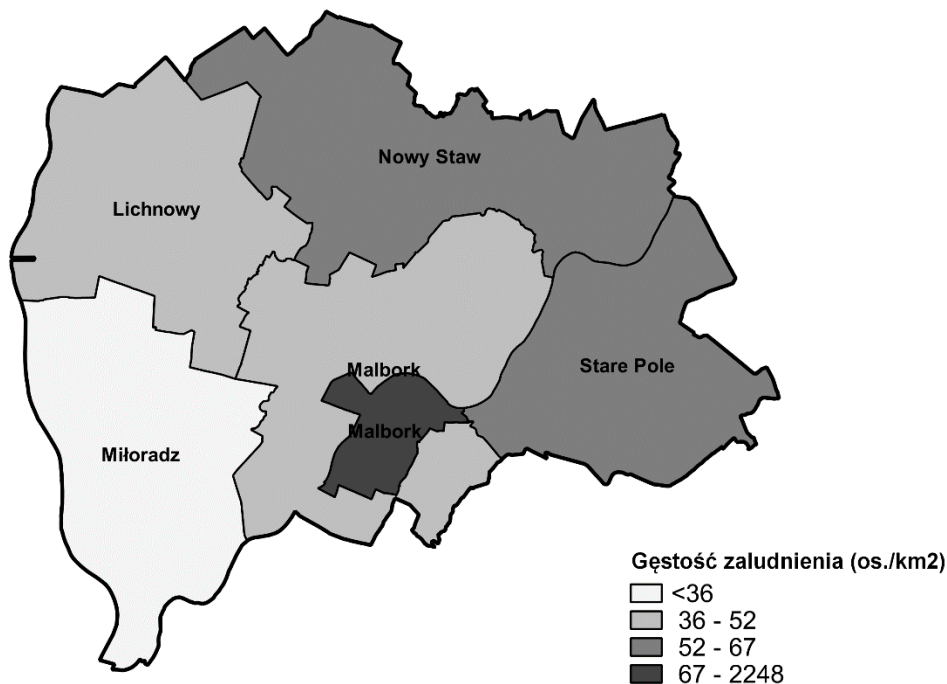 Nowy Staw
Lichnowy
Malbork
Stare Pole
Malbork
Miłoradz
Gęstość zaludnienia (os./km2)
<36
36 - 52
52 - 67
67 - 2248